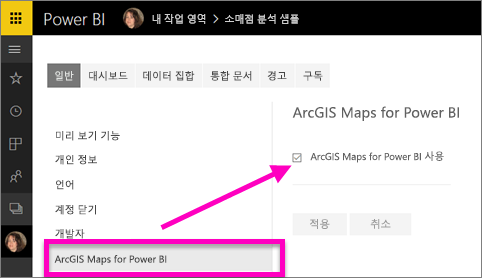 Power BI 내 작업 영역 > 소매점 분석 샘플
일반 대시보드 데이터 집합 통합 문서 경고 구독
미리 보기 기능
개인 정보
언어
계정 닫기
개발자
ArcGIS Maps for Power BI
ArcGIS Maps for Power BI
ArcGIS Maps for Power BI 사용
적용 취소